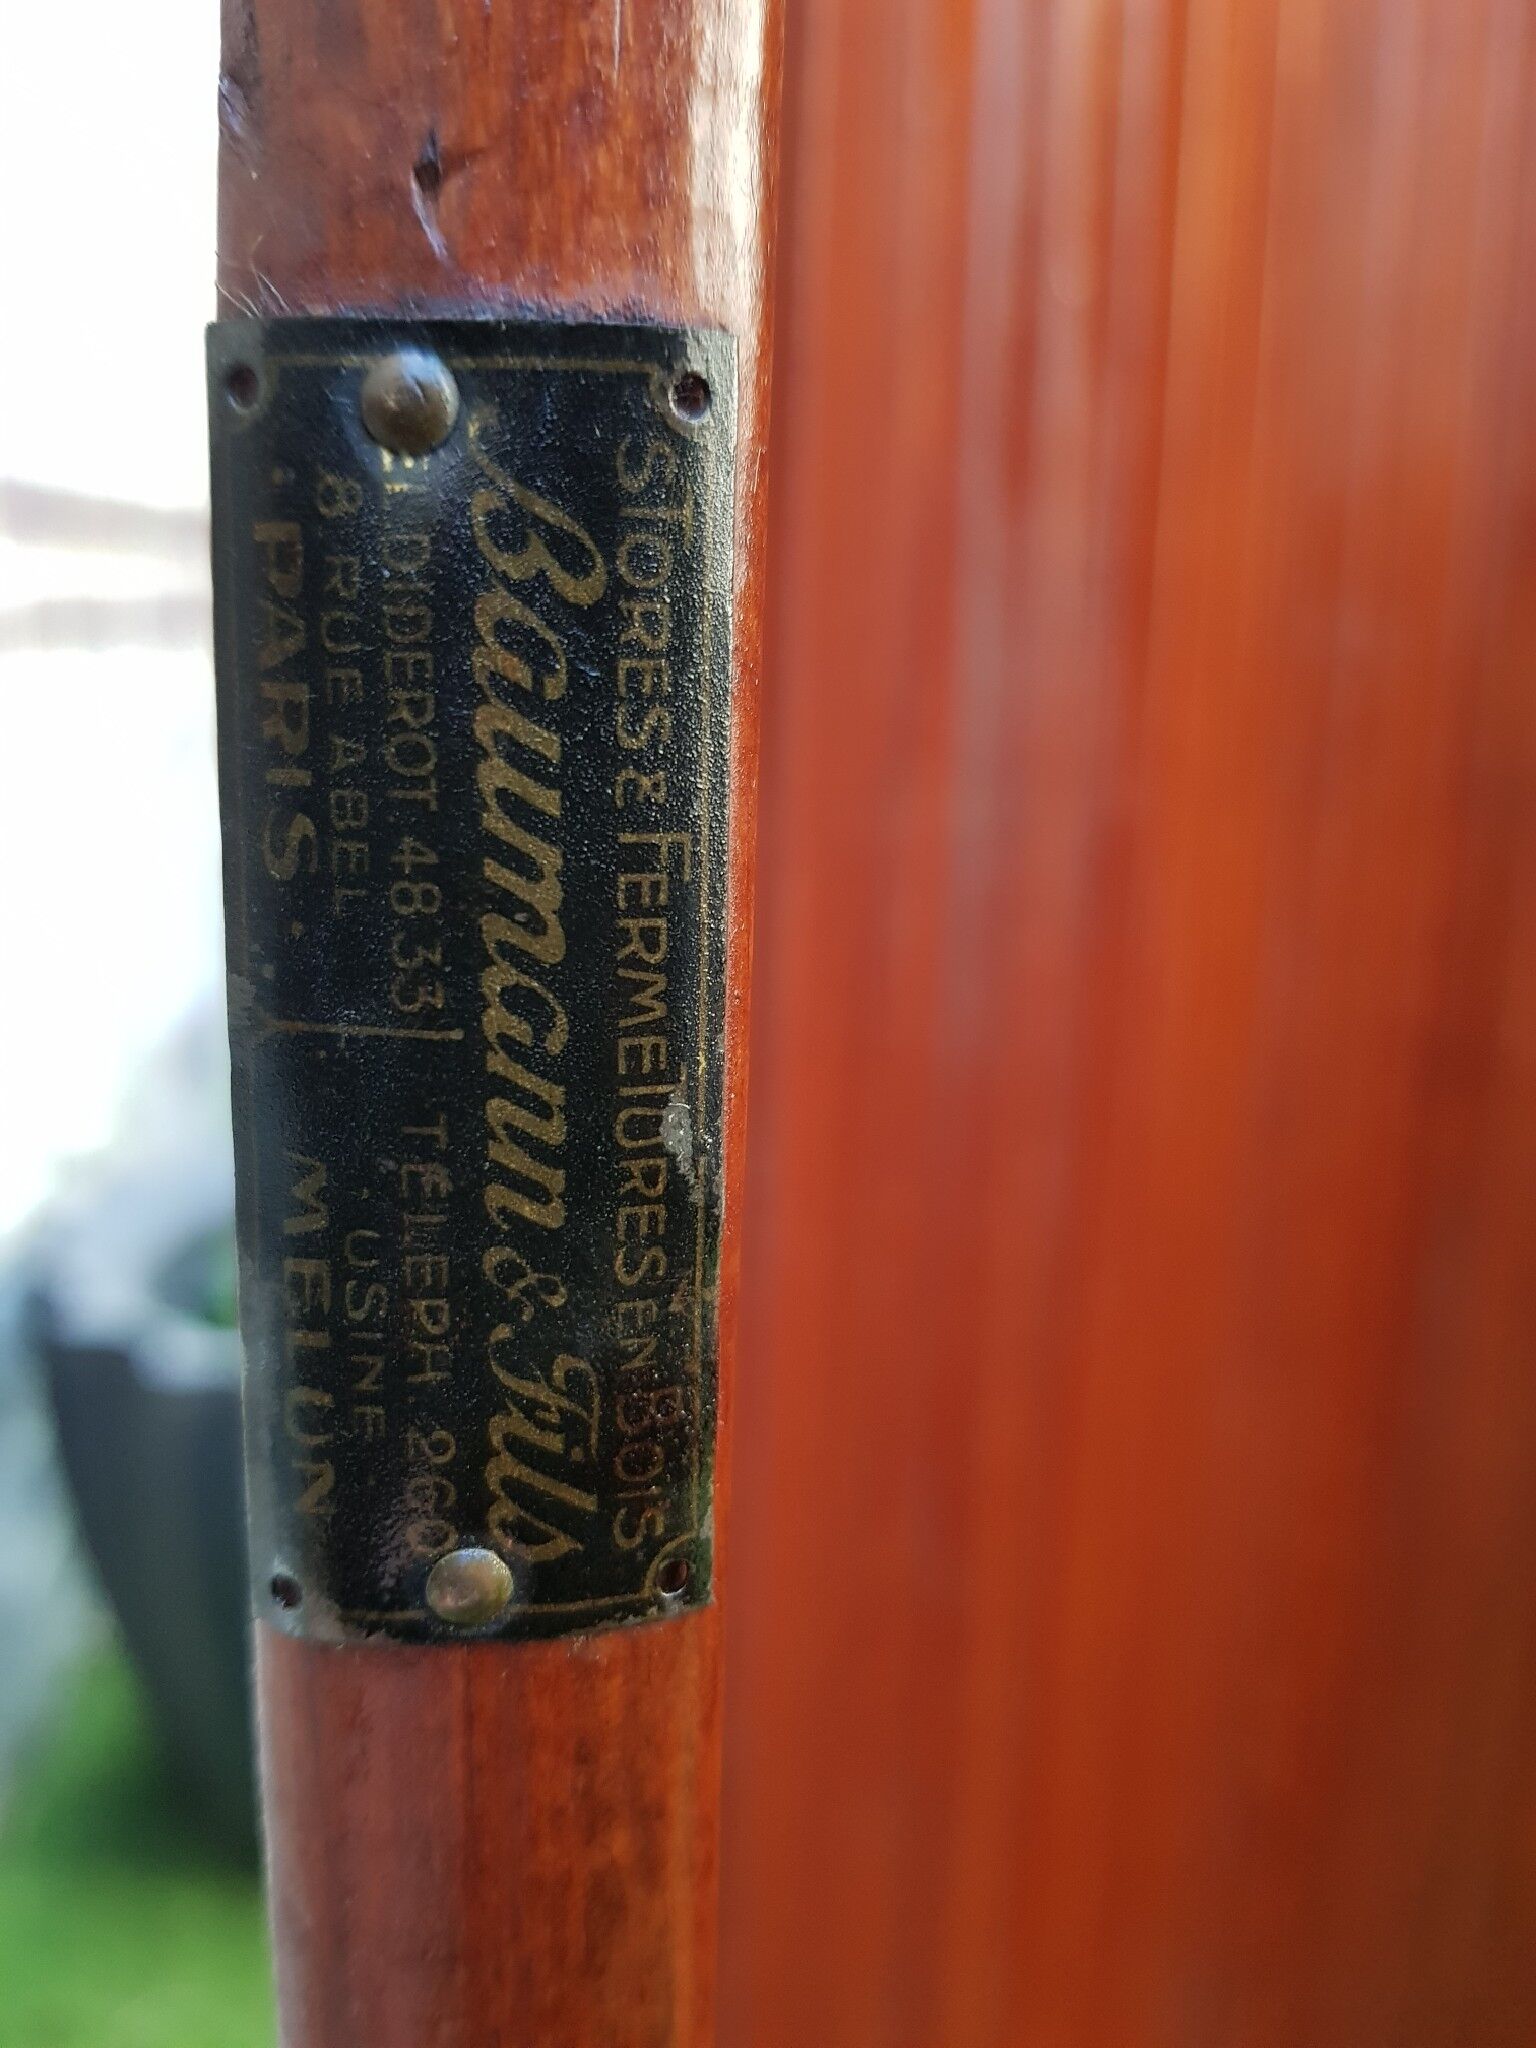 STORES & FERMETURES EN BOIS
Baumann & Fils
DIDEROT 48 33 TELEPH. 260
8 RUE ABEL USINE
. PARIS . MELUN